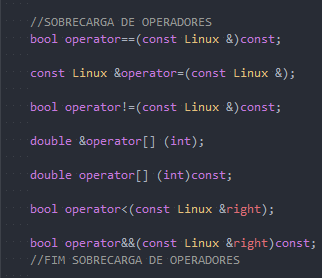 //SOBRECARGA DE OPERADORES
bool operator==(const Linux &)const;
const Linux &operator=(const Linux &);
bool operator!=(const Linux &)const;
double &operator[] (int);
double operator[] (int)const;
bool operator<(const Linux &right);
bool operator&&(const Linux &right)const;
//FIM SOBRECARGA DE OPERADORES